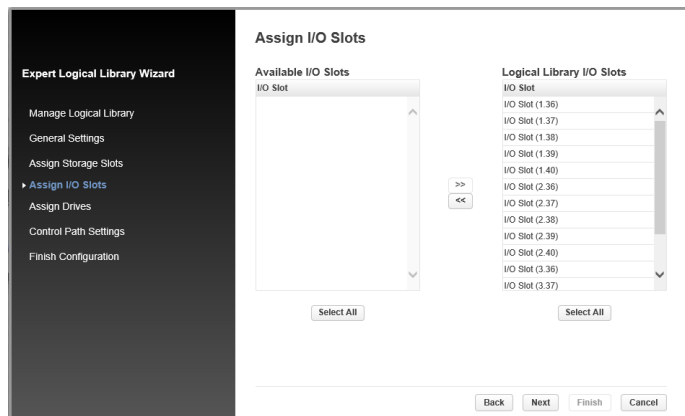 Assign I/O Slots
Expert Logical Library Wizard
Manage Logical Library
General Settings
Assign Storage Slots
Assign I/O Slots
Assign Drives
Control Path Settings
Finish Configuration
Available I/O Slots
I/O Slot
>>
<<
Select All
Logical Library I/O Slots
I/O Slot
I/O Slot (1.36)
I/O Slot (1.37)
I/O Slot (1.38)
I/O Slot (1.39)
I/O Slot (1.40)
I/O Slot (2.36)
I/O Slot (2.37)
I/O Slot (2.38)
I/O Slot (2.39)
I/O Slot (2.40)
I/O Slot (3.36)
I/O Slot (3.37)
Select All
Back Next Finish Cancel